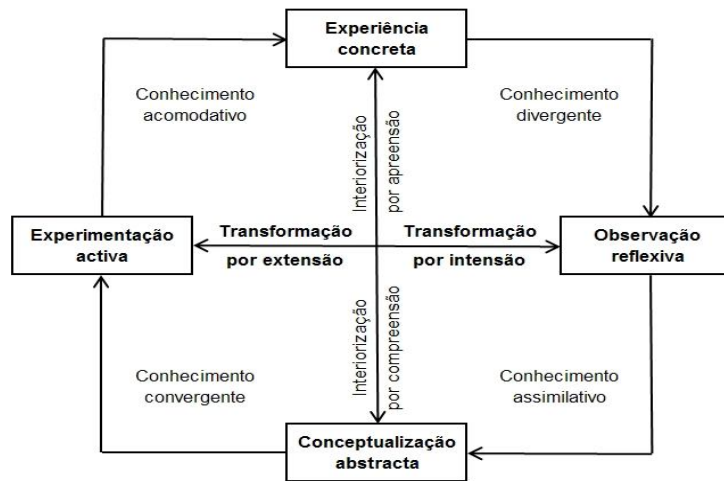 Experiência
concreta
Conhecimento
acomodativo
Interiorização
por apreensão
Conhecimento
divergente
Experimentação
activa
Transformação
por extensão
Transformação
por intensão
Observação
reflexiva
Conhecimento
convergente
Interiorização
por compreensão
Conhecimento
assimilativo
Conceptualização
abstracta